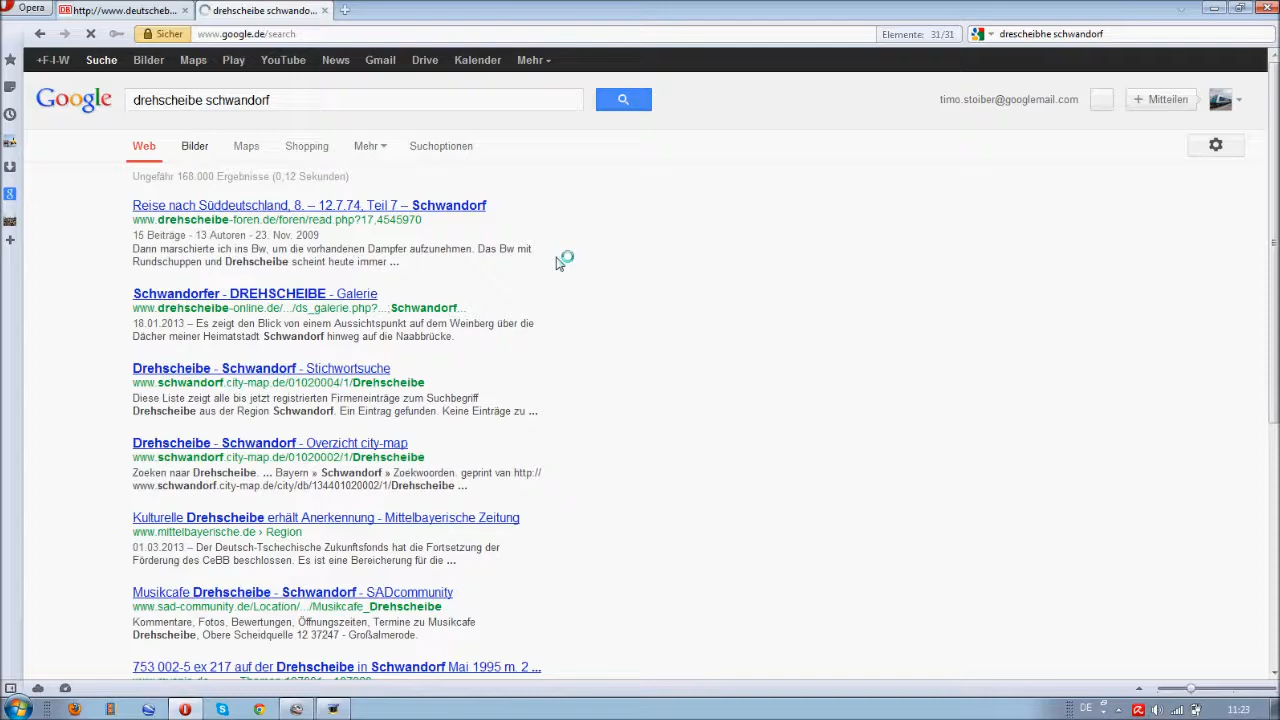 Opera
http://www.deutscheb...
drehscheibe schwando...
Sicher
www.google.de/search
Elemente: 31/31
drescheibhe schwandorf
+F-I-W Suche Bilder Maps Play YouTube News Gmail Drive Kalender Mehr
Google
drehscheibe schwandorf
timo.stoiber@googlemail.com
+ Mitteilen
Web Bilder Maps Shopping Mehr Suchoptionen
Ungefähr 168.000 Ergebnisse (0,12 Sekunden)
Reise nach Süddeutschland, 8. – 12.7.74, Teil 7 – Schwandorf
www.drehscheibe-foren.de/foren/read.php?17,4545970
15 Beiträge - 13 Autoren - 23. Nov. 2009
Dann marschierte ich ins Bw, um die vorhandenen Dampfer aufzunehmen. Das Bw mit
Rundschuppen und Drehscheibe scheint heute immer ...
Schwandorfer - DREHSCHEIBE - Galerie
www.drehscheibe-online.de/.../ds_galerie.php?...;Schwandorf...
18.01.2013 – Es zeigt den Blick von einem Aussichtspunkt auf dem Weinberg über die
Dächer meiner Heimatstadt Schwandorf hinweg auf die Naabbrücke.
Drehscheibe - Schwandorf - Stichwortsuche
www.schwandorf.city-map.de/01020004/1/Drehscheibe
Diese Liste zeigt alle bis jetzt registrierten Firmeneinträge zum Suchbegriff
Drehscheibe aus der Region Schwandorf. Ein Eintrag gefunden. Keine Einträge zu ...
Drehscheibe - Schwandorf - Overzicht city-map
www.schwandorf.city-map.de/01020002/1/Drehscheibe
Zoeken naar Drehscheibe. ... Bayern » Schwandorf » Zoekwoorden. geprint van http://
www.schwandorf.city-map.de/city/db/134401020002/1/Drehscheibe ...
Kulturelle Drehscheibe erhält Anerkennung - Mittelbayerische Zeitung
www.mittelbayerische.de › Region
01.03.2013 – Der Deutsch-Tschechische Zukunftsfonds hat die Fortsetzung der
Förderung des CeBB beschlossen. Es ist eine Bereicherung für die ...
Musikcafe Drehscheibe - Schwandorf - SADcommunity
www.sad-community.de/Location/.../Musikcafe_Drehscheibe
Kommentare, Fotos, Bewertungen, Öffnungszeiten, Termine zu Musikcafe
Drehscheibe, Obere Scheidquelle 12 37247 - Großalmerode.
753 002-5 ex 217 auf der Drehscheibe in Schwandorf Mai 1995 m. 2 ...
DE
11:23